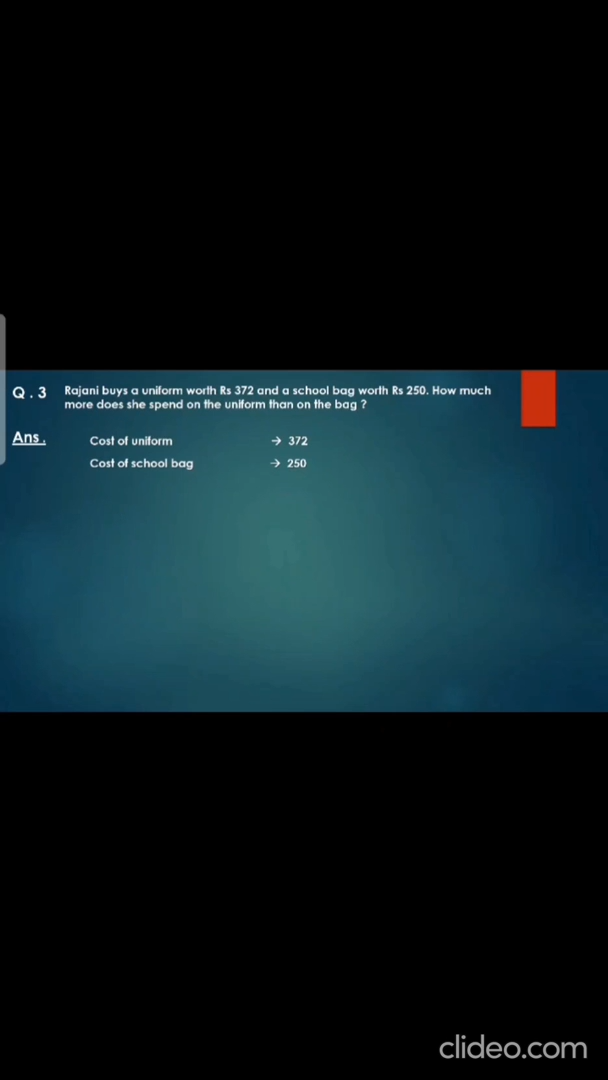 Q . 3 Rajani buys a uniform worth Rs 372 and a school bag worth Rs 250. How much
more does she spend on the uniform than on the bag ?
Ans .
Cost of uniform → 372
Cost of school bag → 250
clideo.com